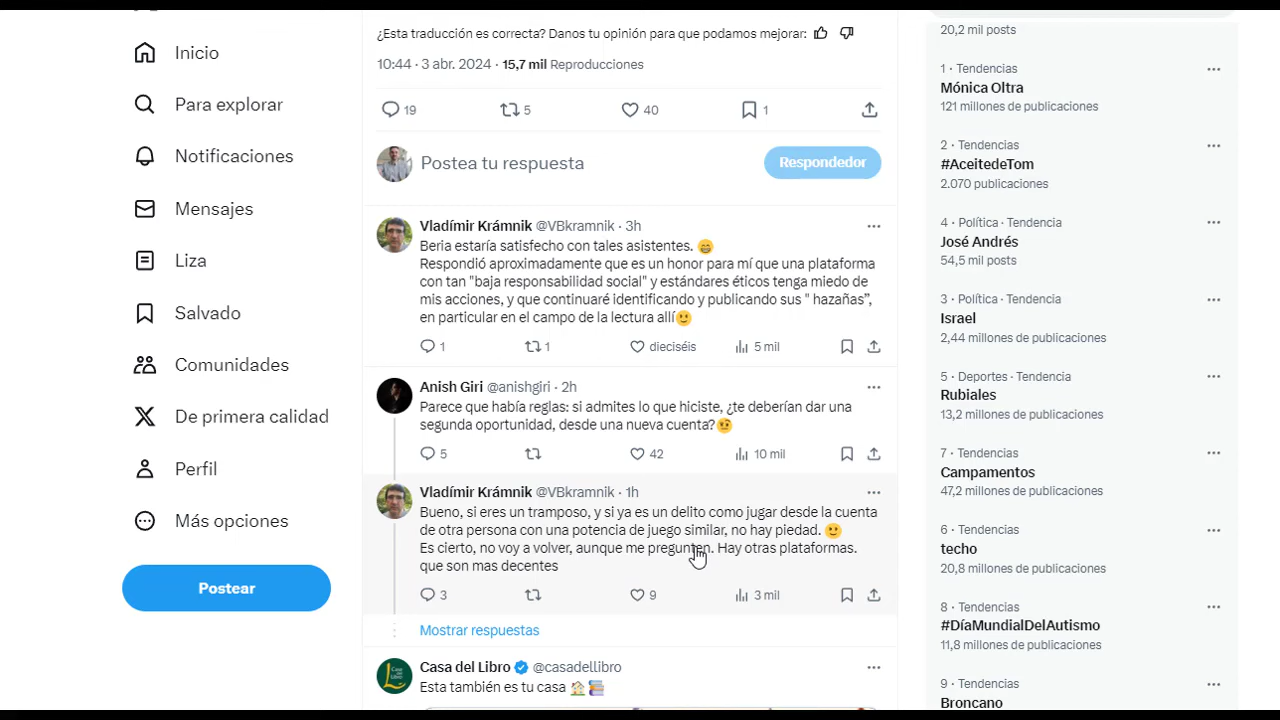 Inicio
Para explorar
Notificaciones
Mensajes
Liza
Salvado
Comunidades
De primera calidad
Perfil
Más opciones
Postear
¿Esta traducción es correcta? Danos tu opinión para que podamos mejorar:
10:44 · 3 abr. 2024 · 15,7 mil Reproducciones
19 5 40 1
Postea tu respuesta
Respondedor
Vladímir Krámnik @VBkramnik · 3h
Beria estaría satisfecho con tales asistentes. 😁
Respondió aproximadamente que es un honor para mí que una plataforma
con tan "baja responsabilidad social" y estándares éticos tenga miedo de
mis acciones, y que continuaré identificando y publicando sus " hazañas”,
en particular en el campo de la lectura allí🙂
1 1 dieciséis 5 mil
Anish Giri @anishgiri · 2h
Parece que había reglas: si admites lo que hiciste, ¿te deberían dar una
segunda oportunidad, desde una nueva cuenta?🤨
5 42 10 mil
Vladímir Krámnik @VBkramnik · 1h
Bueno, si eres un tramposo, y si ya es un delito como jugar desde la cuenta
de otra persona con una potencia de juego similar, no hay piedad. 🙂
Es cierto, no voy a volver, aunque me pregunten. Hay otras plataformas.
que son mas decentes
3 9 3 mil
Mostrar respuestas
Casa del Libro @casadellibro
Esta también es tu casa 🏠📚
20,2 mil posts
1 · Tendencias
Mónica Oltra
121 millones de publicaciones
2 · Tendencias
#AceitedeTom
2.070 publicaciones
4 · Política · Tendencia
José Andrés
54,5 mil posts
3 · Política · Tendencia
Israel
2,44 millones de publicaciones
5 · Deportes · Tendencia
Rubiales
13,2 millones de publicaciones
7 · Tendencias
Campamentos
47,2 millones de publicaciones
6 · Tendencias
techo
20,8 millones de publicaciones
8 · Tendencias
#DíaMundialDelAutismo
11,8 millones de publicaciones
9 · Tendencias
Broncano